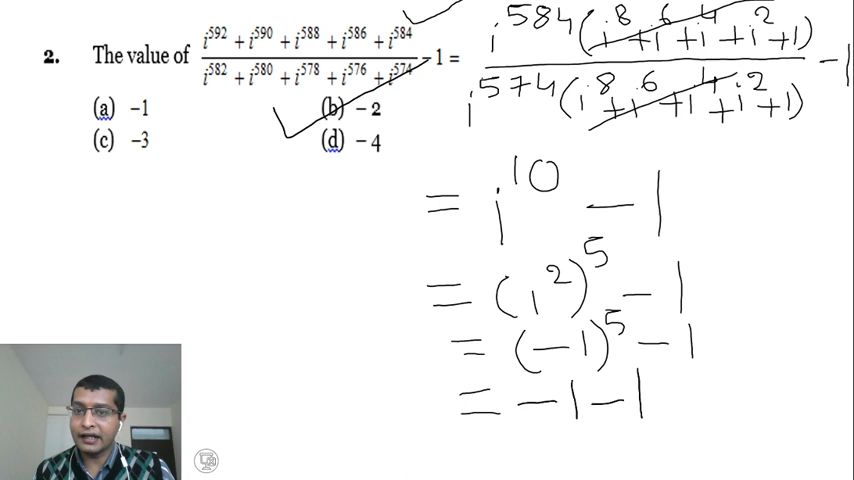 2. The value of (i^592 + i^590 + i^588 + i^586 + i^584)/(i^582 + i^580 + i^578 + i^576 + i^574) − 1 = i^584(i^8 + i^6 + i^4 + i^2 + 1)/i^574(i^8 + i^6 + i^4 + i^2 + 1) − 1
(a) −1 (b) −2
(c) −3 (d) −4
= i^10 − 1
= (i^2)^5 − 1
= (−1)^5 − 1
= −1 − 1